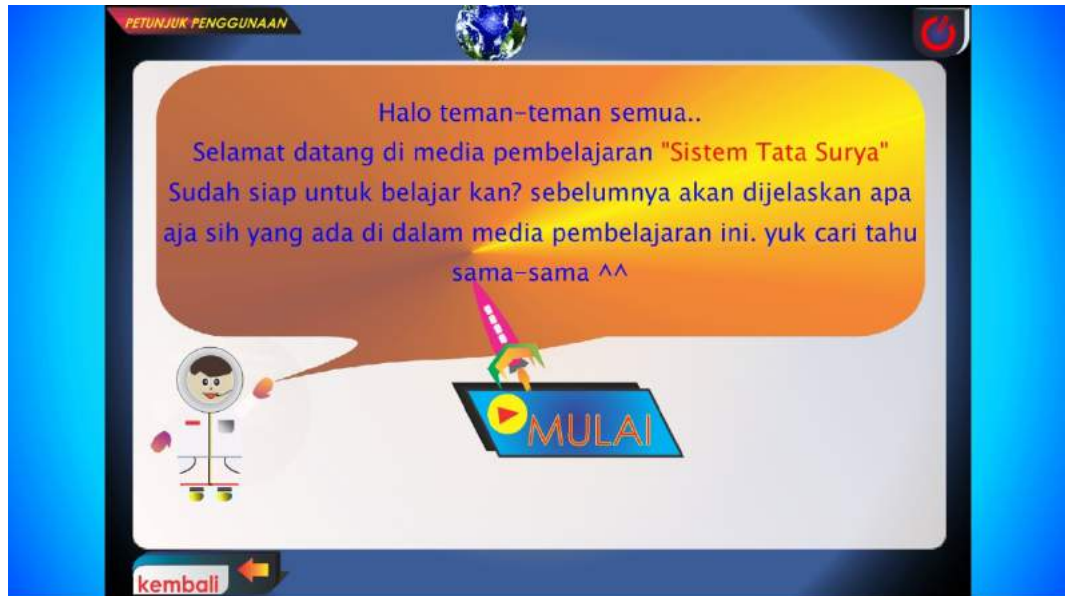 PETUNJUK PENGGUNAAN
Halo teman-teman semua..
Selamat datang di media pembelajaran "Sistem Tata Surya"
Sudah siap untuk belajar kan? sebelumnya akan dijelaskan apa
aja sih yang ada di dalam media pembelajaran ini. yuk cari tahu
sama-sama ^^
MULAI
kembali